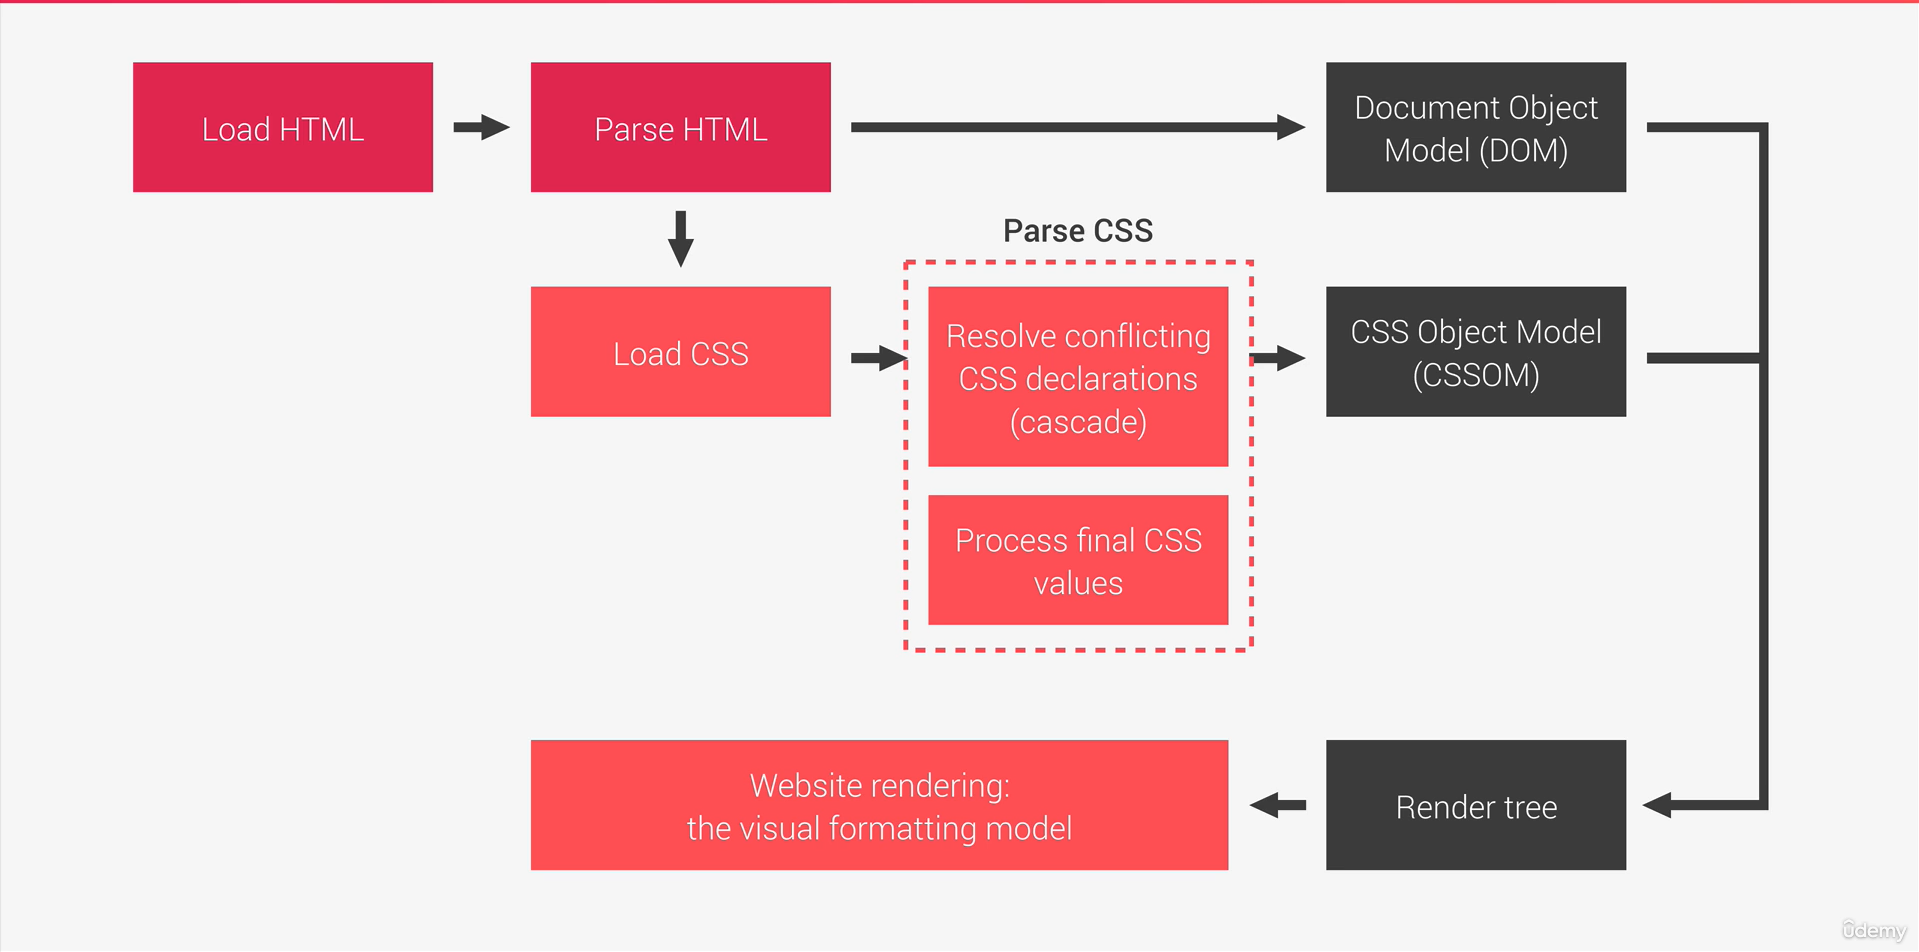 Load HTML
Parse HTML
Document Object
Model (DOM)
Parse CSS
Load CSS
Resolve conflicting
CSS declarations
(cascade)
CSS Object Model
(CSSOM)
Process final CSS
values
Website rendering:
the visual formatting model
Render tree
ûdemy